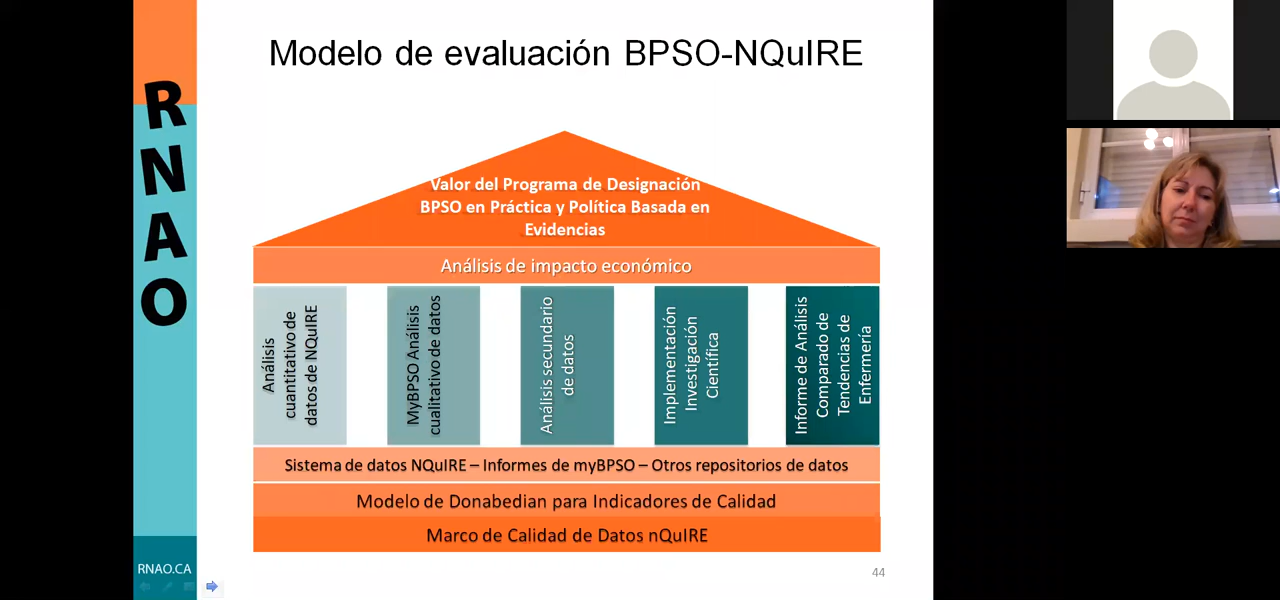 Modelo de evaluación BPSO-NQuIRE
RNAO
Valor del Programa de Designación
BPSO en Práctica y Política Basada en
Evidencias
Análisis de impacto económico
Análisis
cuantitativo de
datos de NQuIRE
MyBPSO Análisis
cualitativo de datos
Análisis secundario
de datos
Implementación
Investigación
Científica
Informe de Análisis
Comparado de
Tendencias de
Enfermería
Sistema de datos NQuIRE – Informes de myBPSO – Otros repositorios de datos
Modelo de Donabedian para Indicadores de Calidad
Marco de Calidad de Datos nQuIRE
RNAO.CA
44